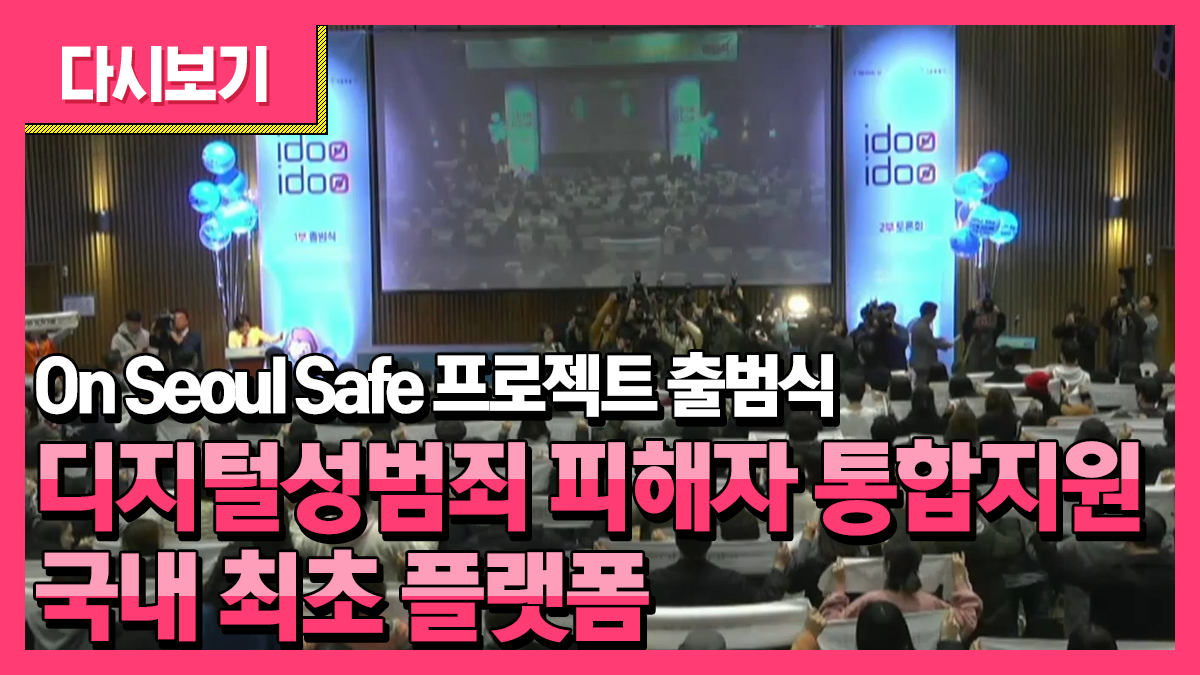 다시보기
idoo
idoo
1부 출범식
idoo
idoo
2부 토론회
On Seoul Safe 프로젝트 출범식
디지털성범죄 피해자 통합지원
국내 최초 플랫폼